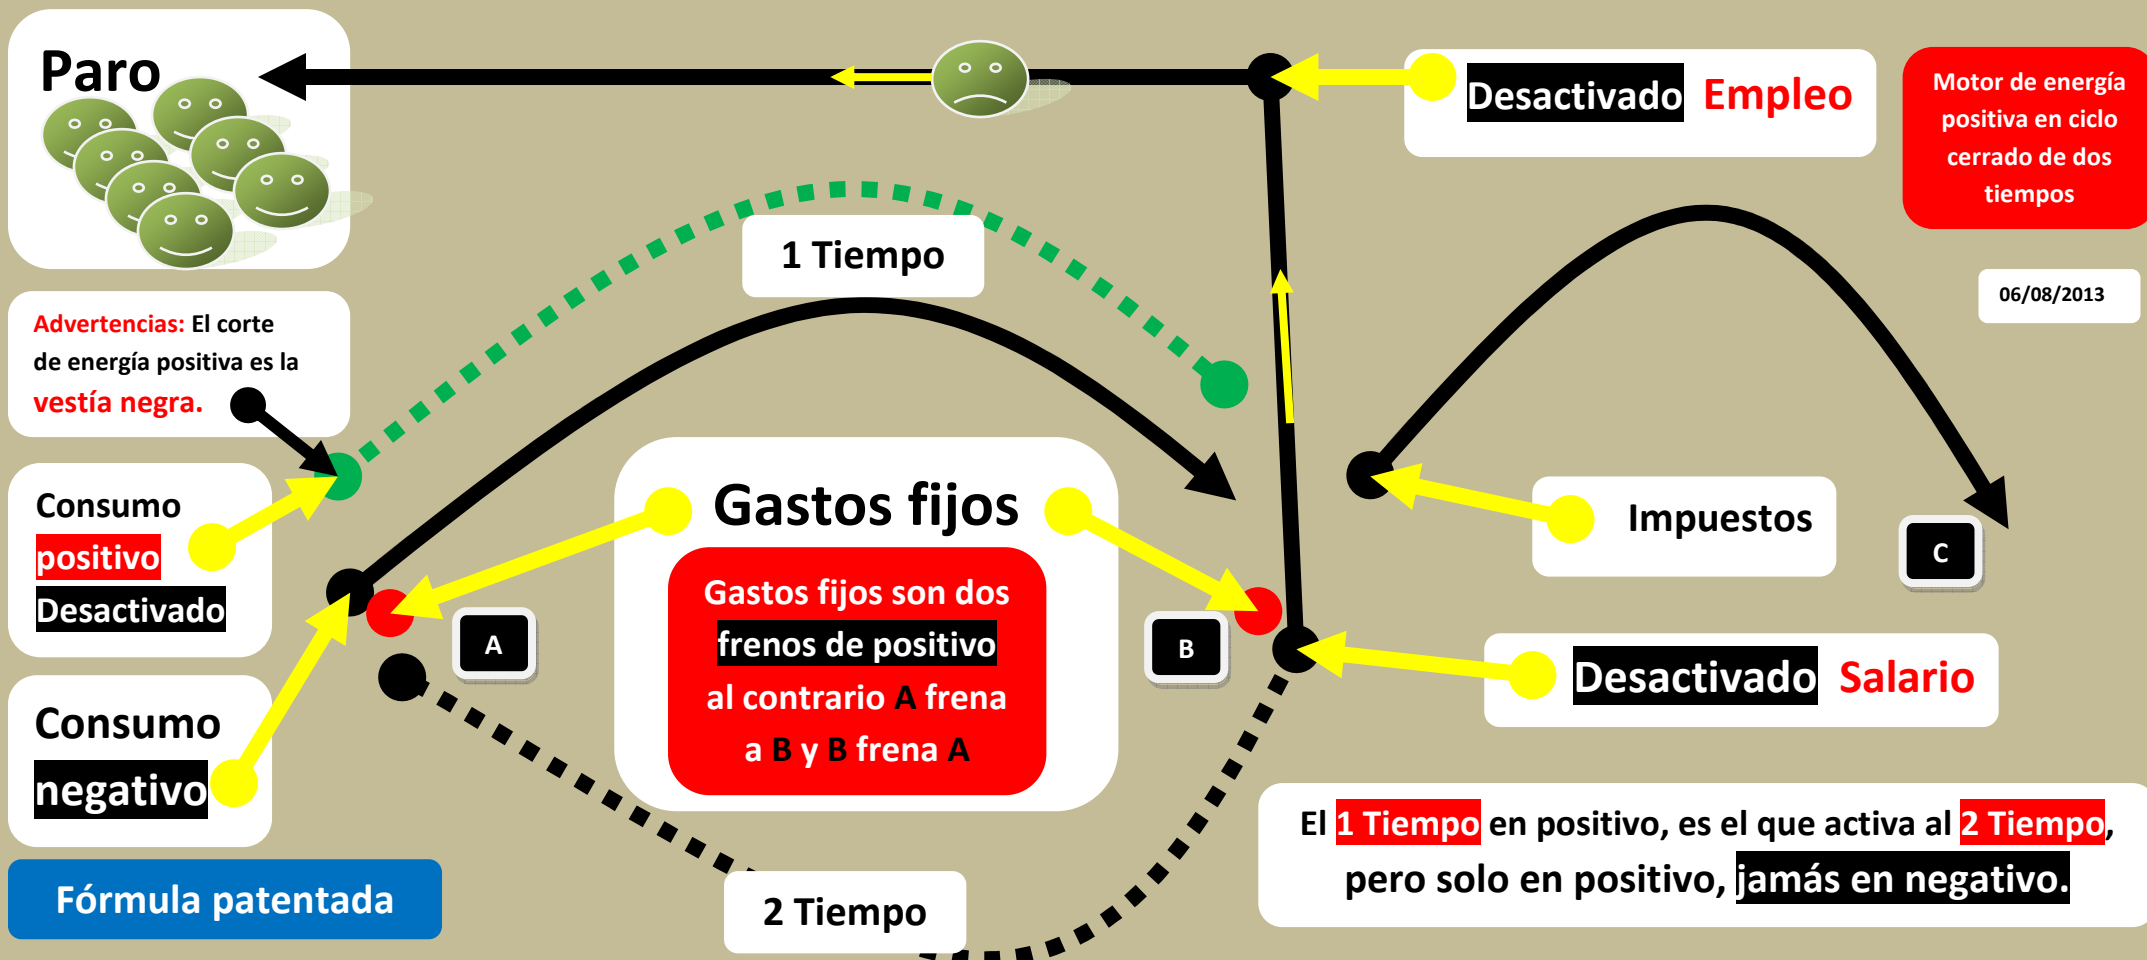 Paro
Desactivado Empleo
Motor de energía
positiva en ciclo
cerrado de dos
tiempos
06/08/2013
1 Tiempo
Advertencias: El corte
de energía positiva es la
vestía negra.
Consumo
positivo
Desactivado
Consumo
negativo
Fórmula patentada
Gastos fijos
Gastos fijos son dos
frenos de positivo
al contrario A frena
a B y B frena A
A
B
Impuestos
C
Desactivado Salario
2 Tiempo
El 1 Tiempo en positivo, es el que activa al 2 Tiempo,
pero solo en positivo, jamás en negativo.